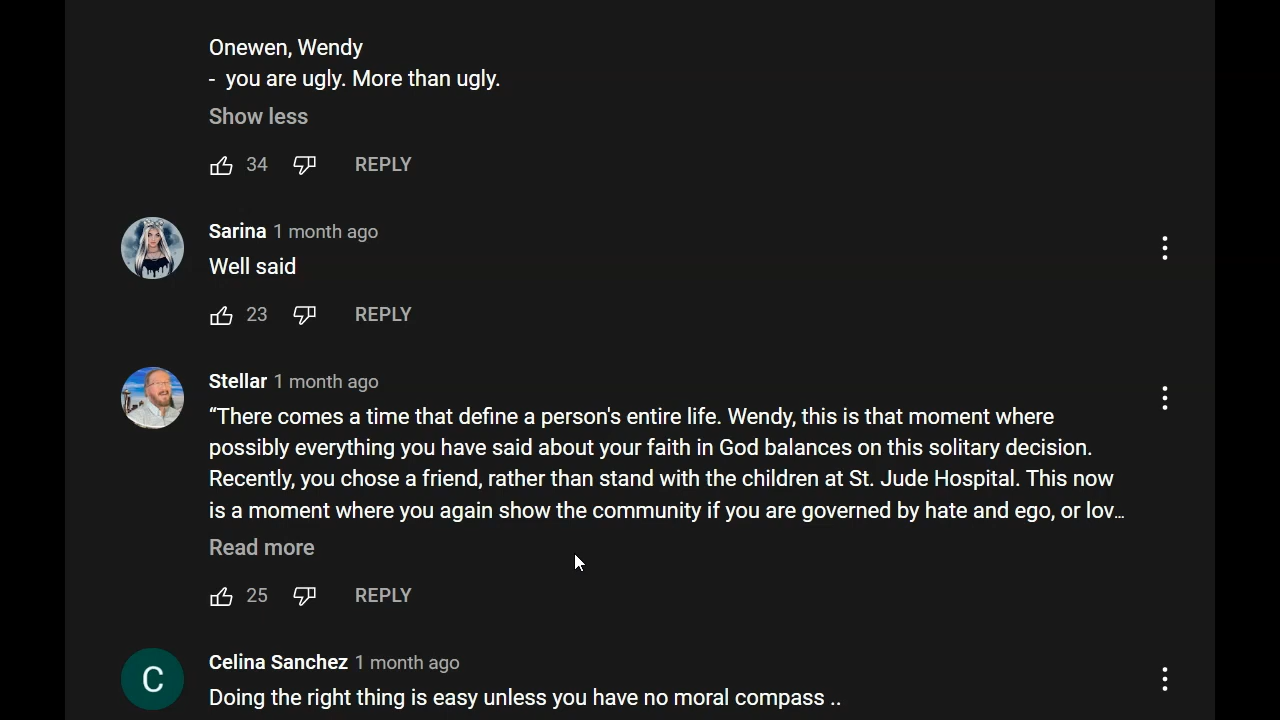 Onewen, Wendy
- you are ugly. More than ugly.
Show less
34 REPLY
Sarina 1 month ago
Well said
23 REPLY
Stellar 1 month ago
“There comes a time that define a person's entire life. Wendy, this is that moment where
possibly everything you have said about your faith in God balances on this solitary decision.
Recently, you chose a friend, rather than stand with the children at St. Jude Hospital. This now
is a moment where you again show the community if you are governed by hate and ego, or lov…
Read more
25 REPLY
C
Celina Sanchez 1 month ago
Doing the right thing is easy unless you have no moral compass ..